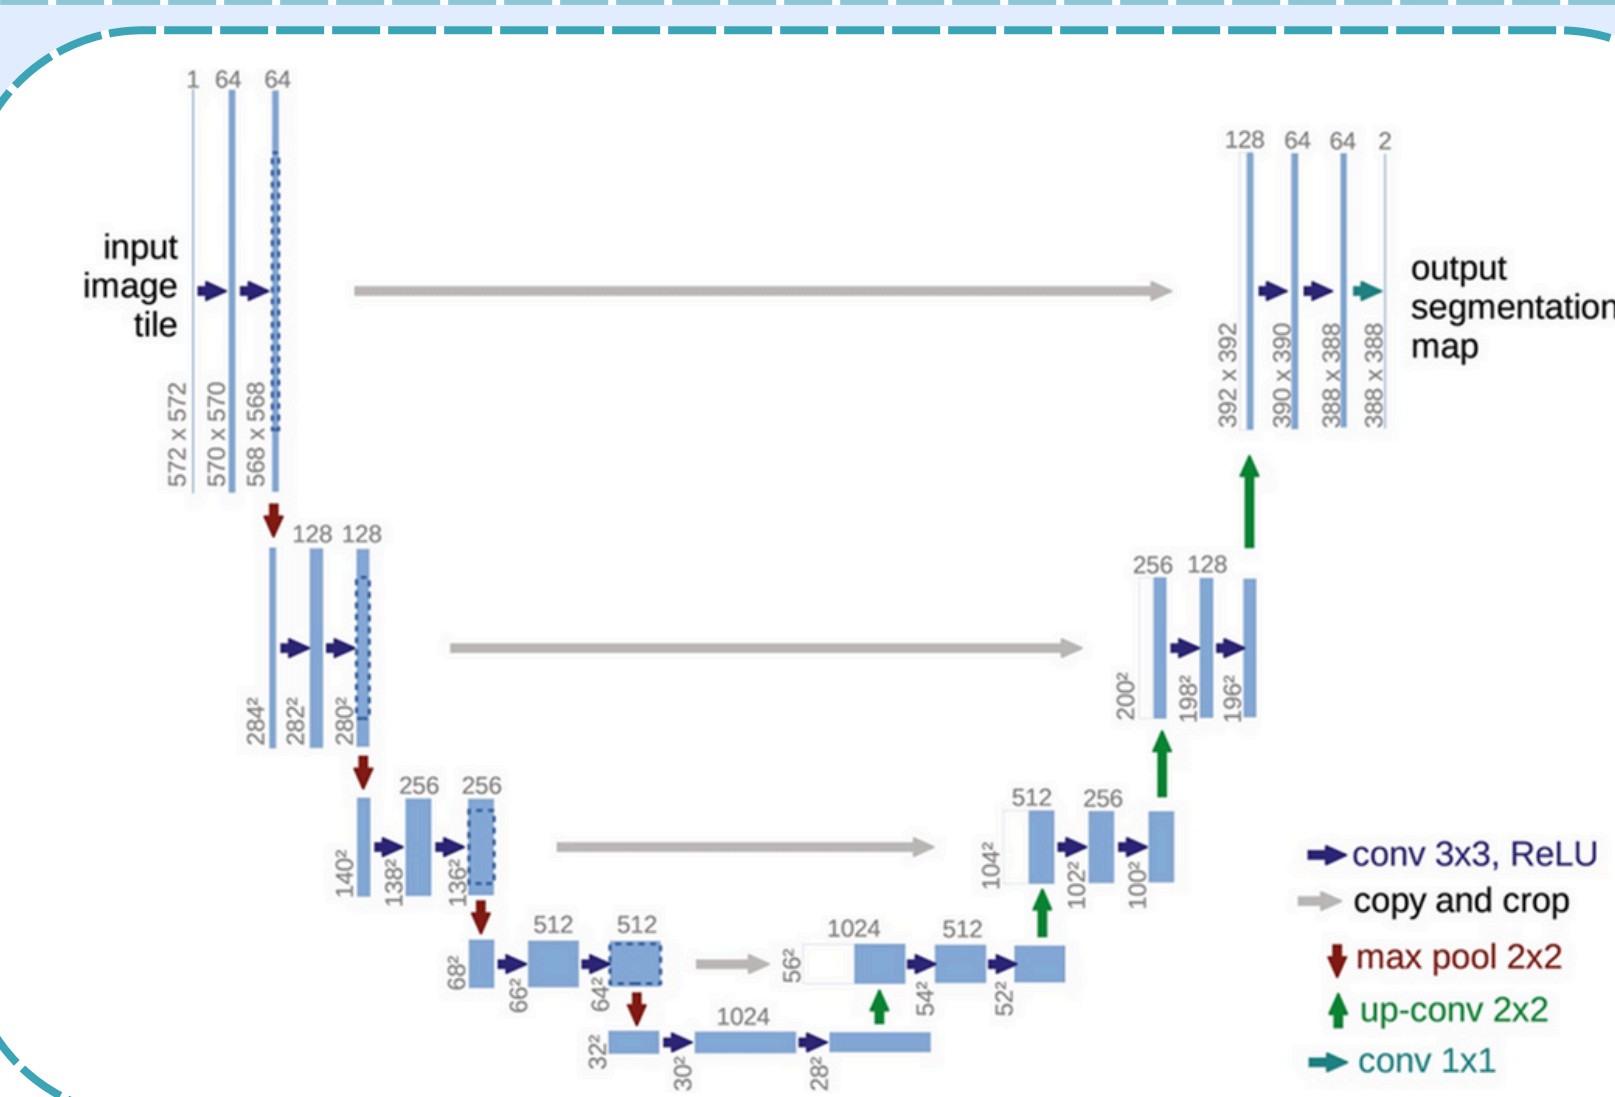 1 64 64
128 64 64 2
input
image
tile
output
segmentation
map
572 x 572
570 x 570
568 x 568
392 x 392
390 x 390
388 x 388
388 x 388
128 128
256 128
284²
282²
280²
200²
198²
196²
256 256
512 256
140²
138²
136²
104²
102²
100²
conv 3x3, ReLU
copy and crop
max pool 2x2
up-conv 2x2
conv 1x1
512 512
1024 512
68²
66²
64²
56²
54²
52²
1024
32²
30²
28²